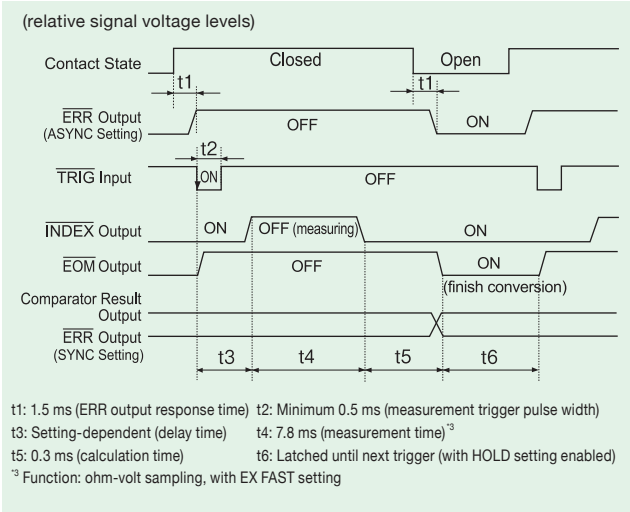 (relative signal voltage levels)
Contact State
Closed
Open
t1
t1
ERR Output
(ASYNC Setting)
OFF
ON
t2
TRIG Input
ON
OFF
INDEX Output
ON
OFF (measuring)
ON
EOM Output
OFF
ON
(finish conversion)
Comparator Result
Output
ERR Output
(SYNC Setting)
t3
t4
t5
t6
t1: 1.5 ms (ERR output response time)
t2: Minimum 0.5 ms (measurement trigger pulse width)
t3: Setting-dependent (delay time)
t4: 7.8 ms (measurement time)*3
t5: 0.3 ms (calculation time)
t6: Latched until next trigger (with HOLD setting enabled)
*3 Function: ohm-volt sampling, with EX FAST setting